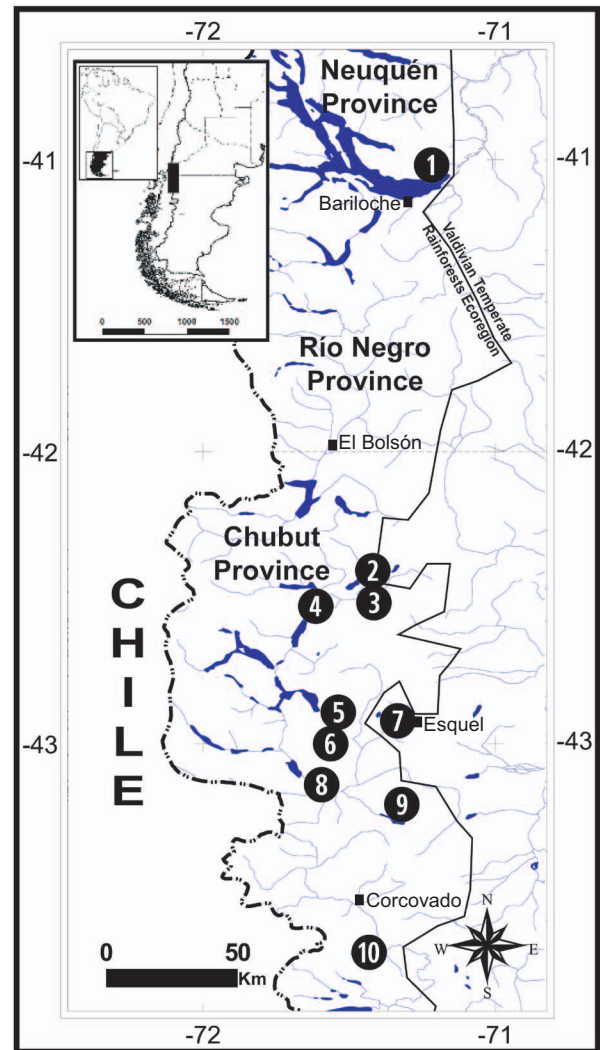 -72
-71
Neuquén
Province
-41
-41
1
Bariloche
Valdivian Temperate
Rainforests Ecoregion
0 500 1000 1500
Río Negro
Province
-42
-42
El Bolsón
Chubut
Province
2
3
4
CHILE
5
6
7
Esquel
-43
-43
8
9
Corcovado
10
0 50
Km
N
W E
S
-72
-71